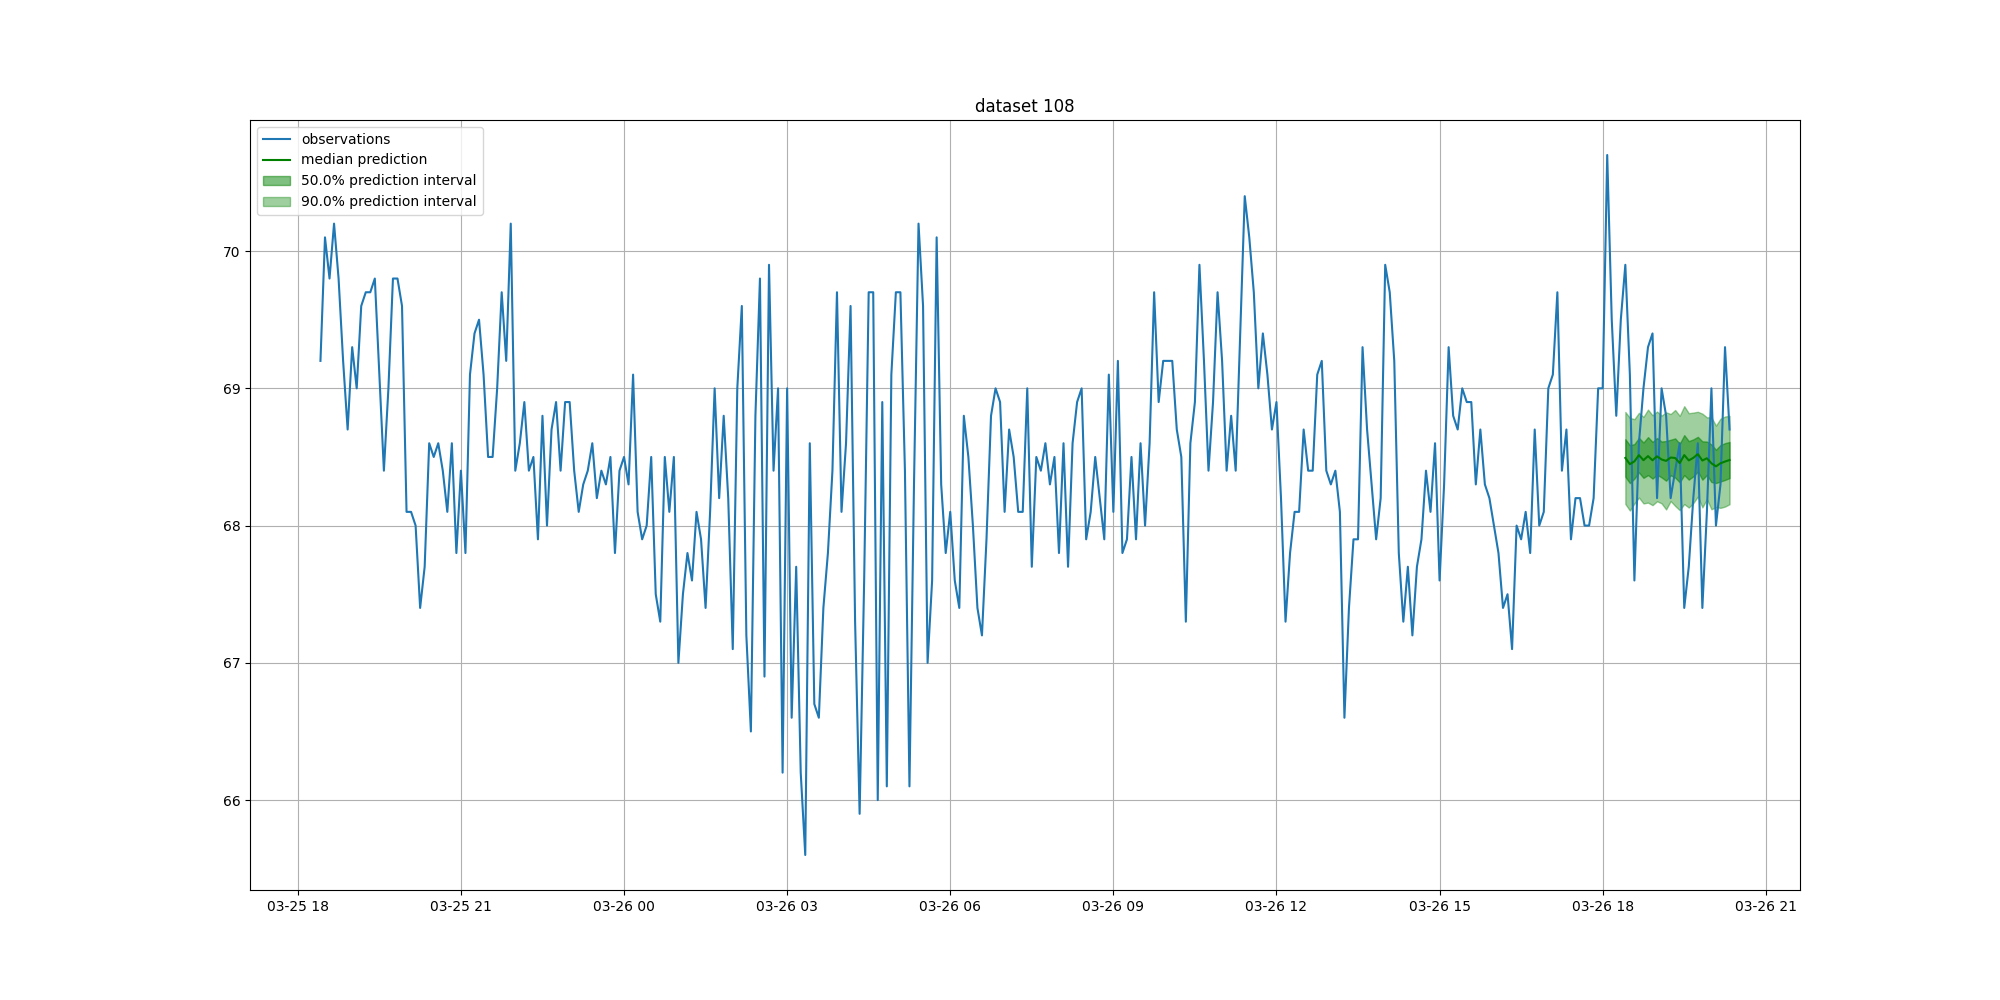 dataset 108
observations
median prediction
50.0% prediction interval
90.0% prediction interval
70
69
68
67
66
03-25 18 03-25 21 03-26 00 03-26 03 03-26 06 03-26 09 03-26 12 03-26 15 03-26 18 03-26 21